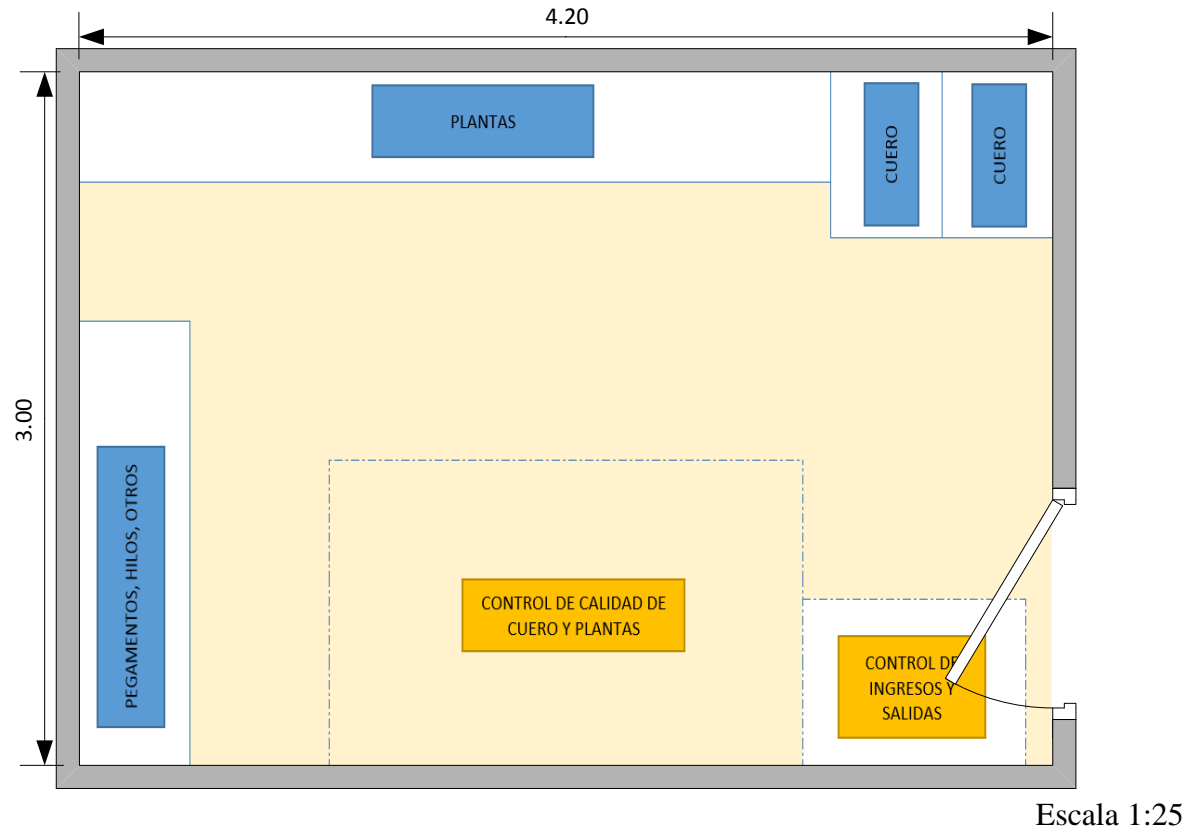 4.20
PLANTAS
CUERO
CUERO
3.00
PEGAMENTOS, HILOS, OTROS
CONTROL DE CALIDAD DE
CUERO Y PLANTAS
CONTROL DE
INGRESOS Y
SALIDAS
Escala 1:25